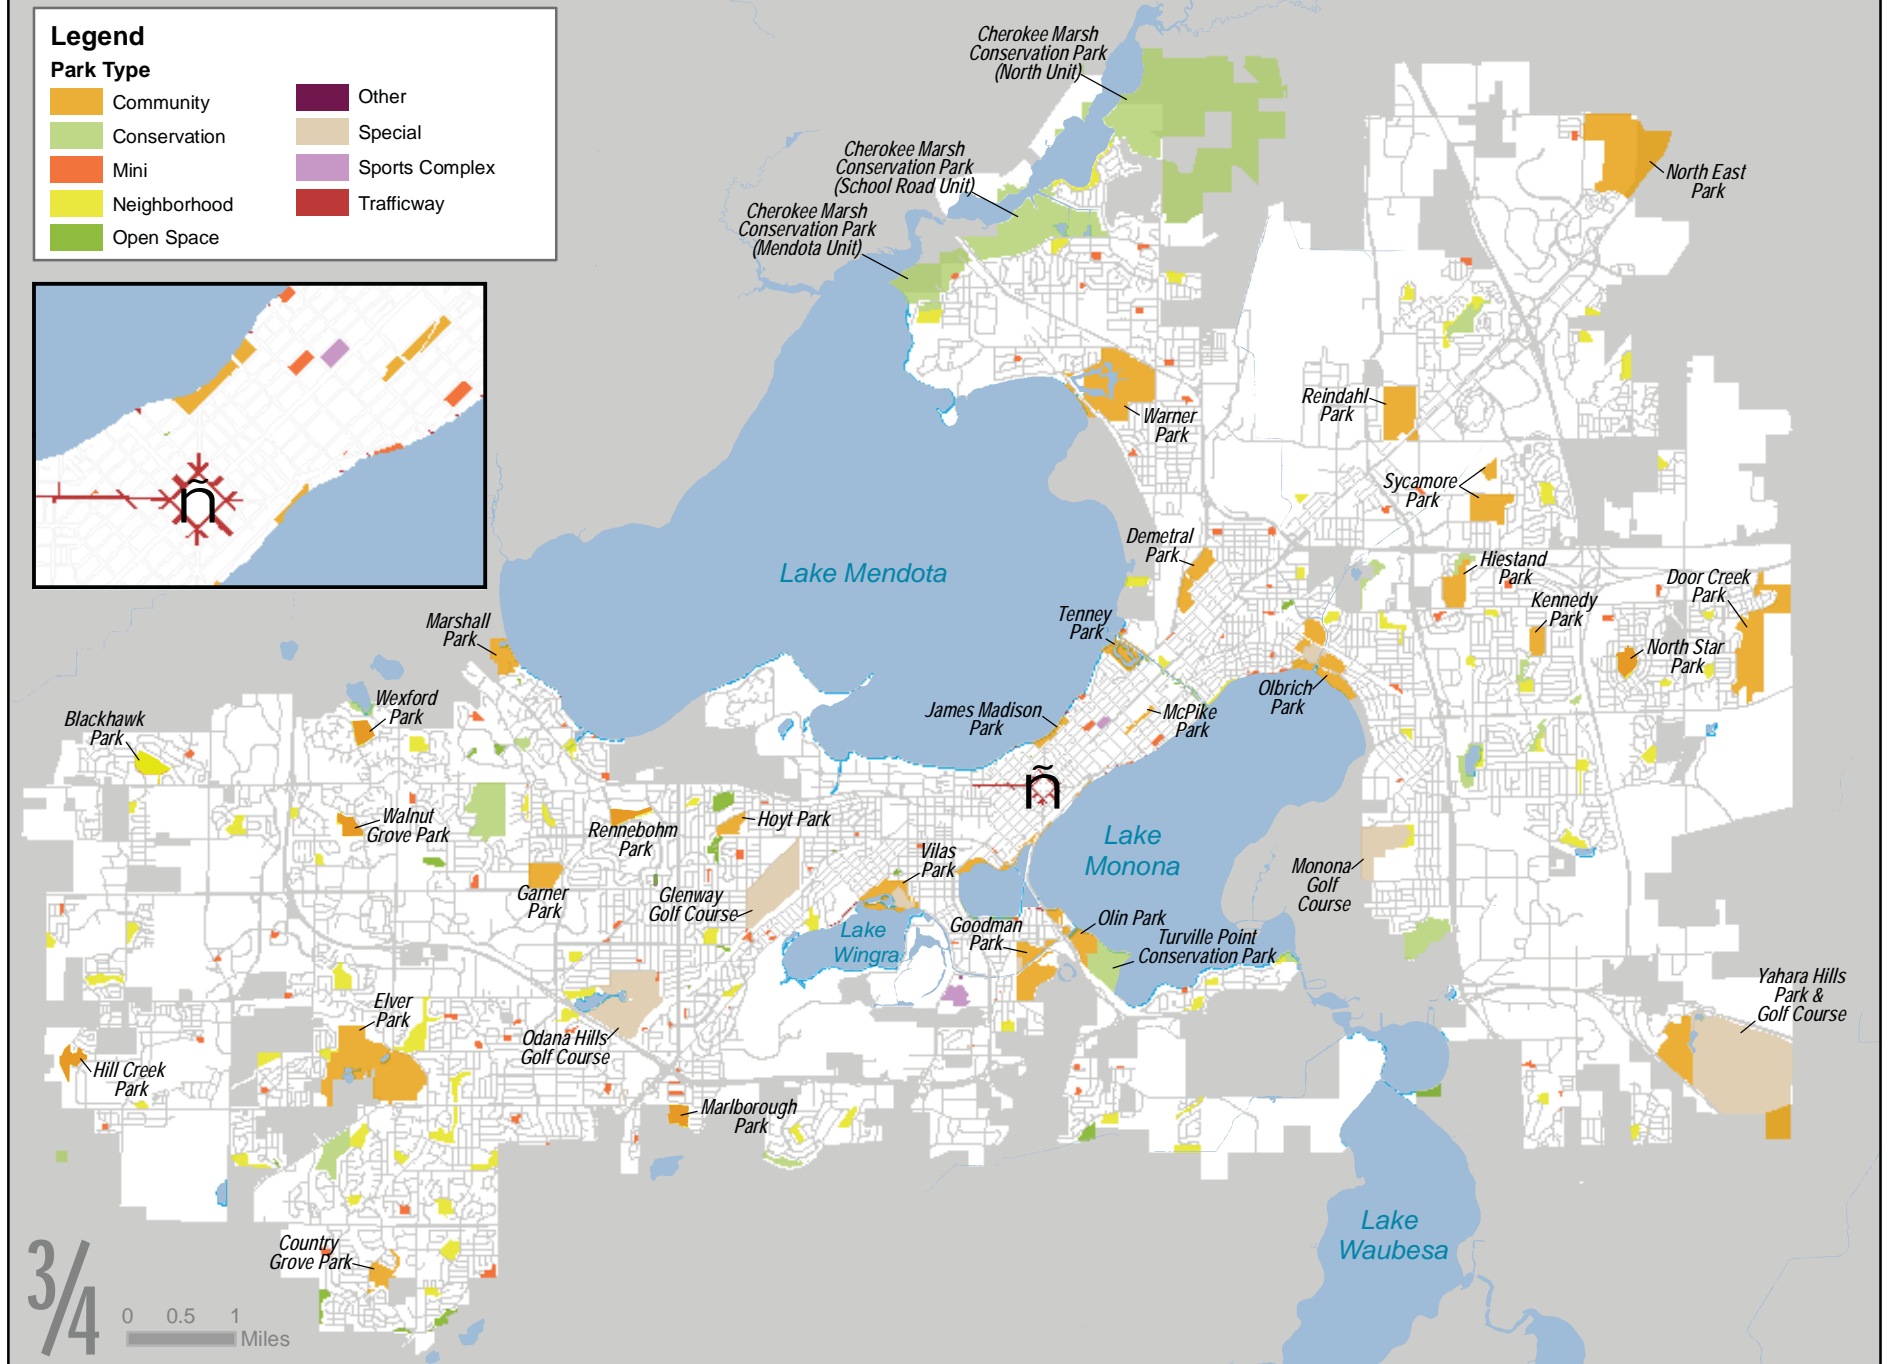 Legend
Park Type
Community
Conservation
Mini
Neighborhood
Open Space
Other
Special
Sports Complex
Trafficway
ñ
Cherokee Marsh
Conservation Park
(North Unit)
Cherokee Marsh
Conservation Park
(School Road Unit)
Cherokee Marsh
Conservation Park
(Mendota Unit)
North East
Park
Warner
Park
Reindahl
Park
Sycamore
Park
Demetral
Park
Hiestand
Park
Door Creek
Park
Kennedy
Park
North Star
Park
Lake Mendota
Tenney
Park
Marshall
Park
Olbrich
Park
McPike
Park
James Madison
Park
Wexford
Park
Blackhawk
Park
ñ
Walnut
Grove Park
Rennebohm
Park
Hoyt Park
Lake
Monona
Vilas
Park
Monona
Golf
Course
Garner
Park
Glenway
Golf Course
Goodman
Park
Olin Park
Lake
Wingra
Turville Point
Conservation Park
Yahara Hills
Park &
Golf Course
Elver
Park
Odana Hills
Golf Course
Hill Creek
Park
Marlborough
Park
Lake
Waubesa
Country
Grove Park
3/4
0 0.5 1
Miles